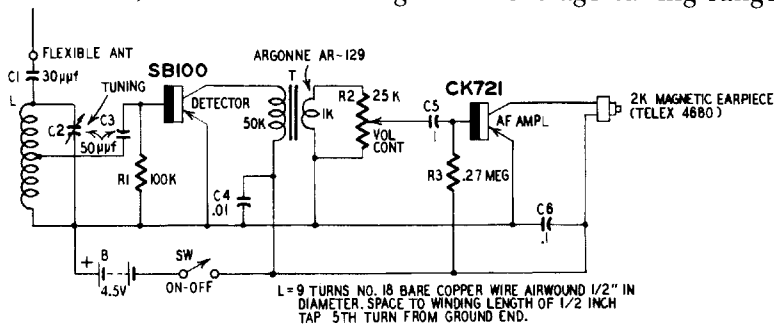 FLEXIBLE ANT
C1
30μμf
L
TUNING
C2
C3
50μμf
R1
100K
SB100
DETECTOR
ARGONNE AR-129
T
50K
1K
R2
25K
VOL
CONT
C4
.01
C5
.1
CK721
AF AMPL
R3
.27 MEG
C6
.1
2K MAGNETIC EARPIECE
(TELEX 4680)
+
B
4.5V
SW
ON-OFF
L=9 TURNS NO. 18 BARE COPPER WIRE AIRWOUND 1/2" IN
DIAMETER. SPACE TO WINDING LENGTH OF 1/2 INCH
TAP 5TH TURN FROM GROUND END.